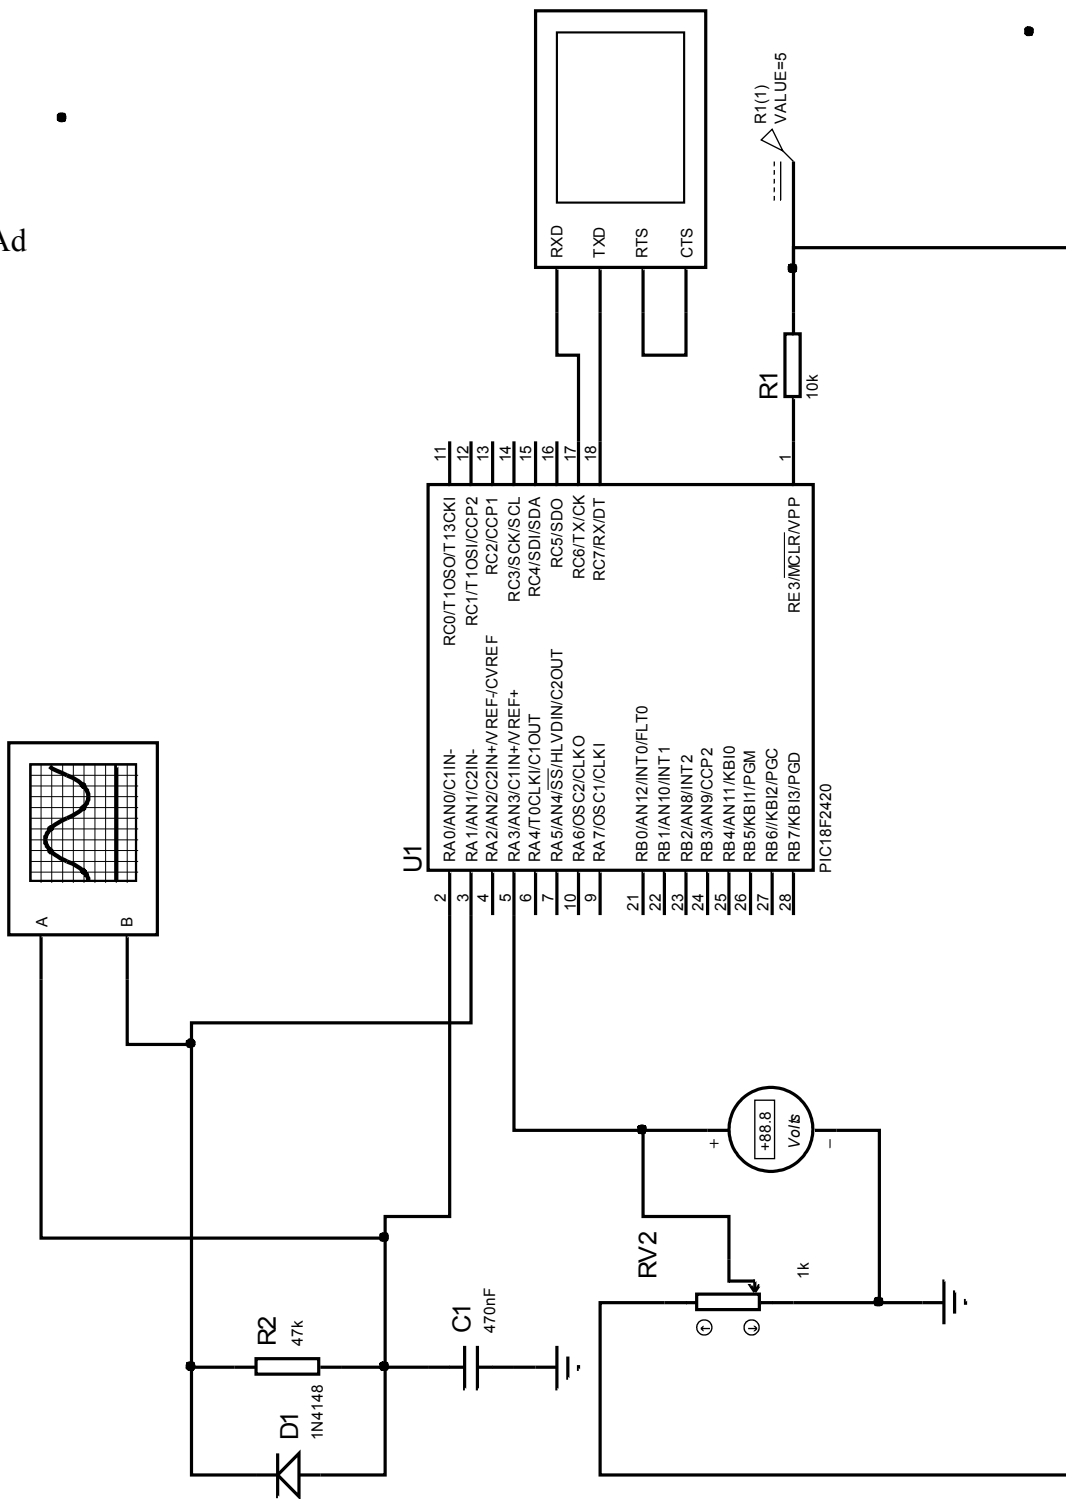 Ad
RXD
TXD
RTS
CTS
R1(1)
VALUE=5
R1
10k
11
12
13
14
15
16
17
18
1
RC0/T1OSO/T13CKI
RC1/T1OSI/CCP2
RC2/CCP1
RC3/SCK/SCL
RC4/SDI/SDA
RC5/SDO
RC6/TX/CK
RC7/RX/DT
RE3/MCLR/VPP
U1
RA0/AN0/C1IN-
RA1/AN1/C2IN-
RA2/AN2/C2IN+/VREF-/CVREF
RA3/AN3/C1IN+/VREF+
RA4/T0CLKI/C1OUT
RA5/AN4/SS/HLVDIN/C2OUT
RA6/OSC2/CLKO
RA7/OSC1/CLKI
RB0/AN12/INT0/FLT0
RB1/AN10/INT1
RB2/AN8/INT2
RB3/AN9/CCP2
RB4/AN11/KBI0
RB5/KBI1/PGM
RB6//KBI2/PGC
RB7/KBI3/PGD
PIC18F2420
2
3
4
5
6
7
10
9
21
22
23
24
25
26
27
28
A
B
+88.8
Volts
+
−
RV2
1k
R2
47k
C1
470nF
D1
1N4148